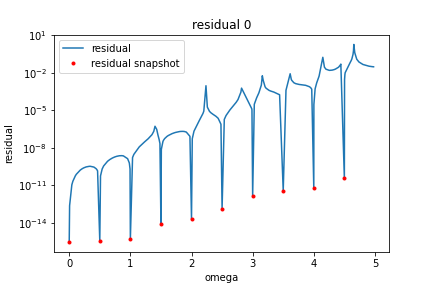 residual 0
residual
residual snapshot
10^1
10^-2
10^-5
10^-8
10^-11
10^-14
residual
0 1 2 3 4 5
omega